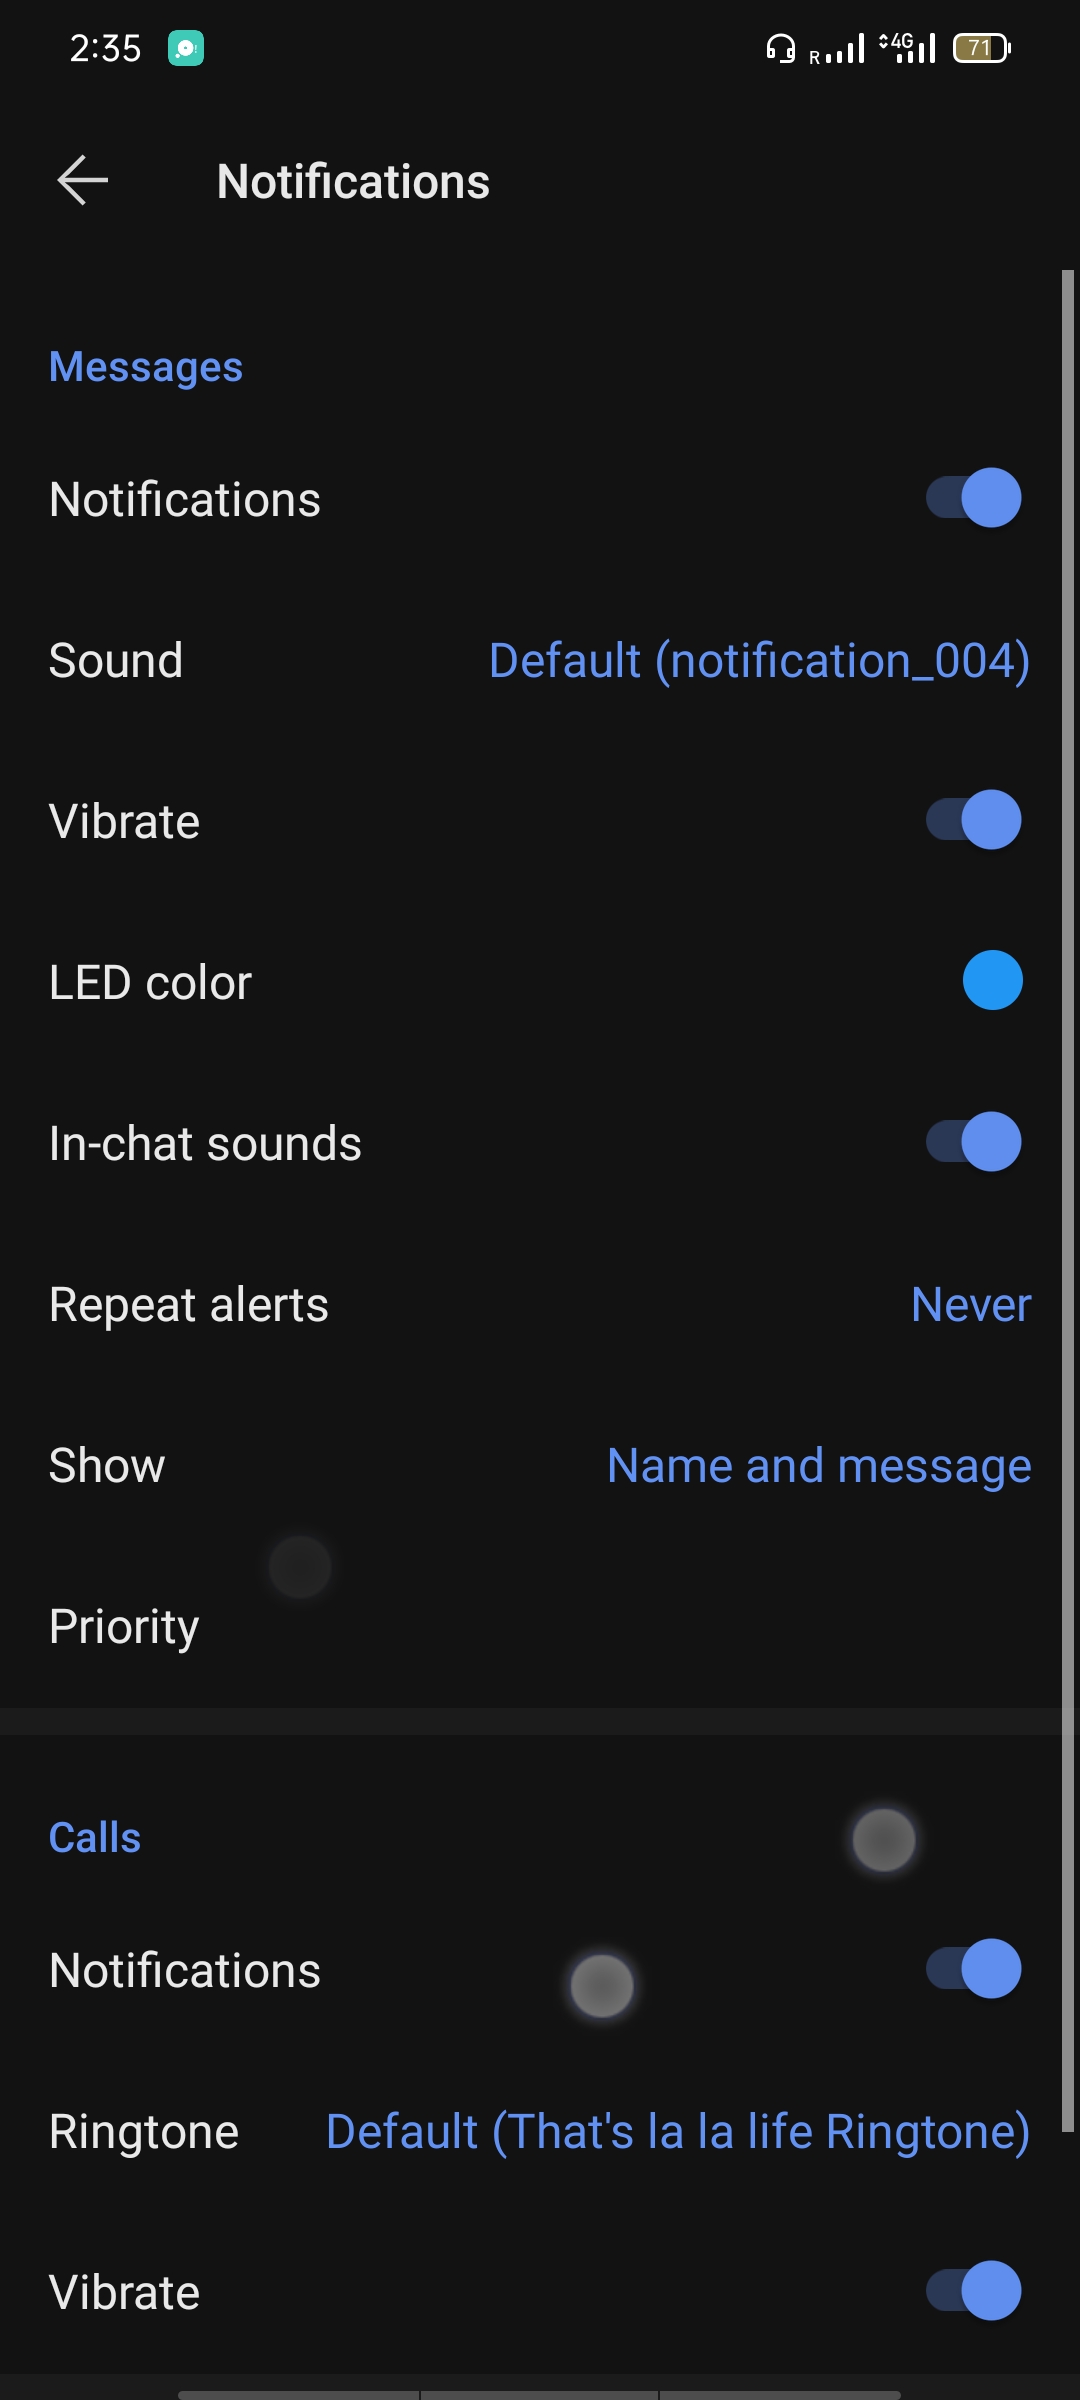 2:35
R
4G
71
Notifications
Messages
Notifications
Sound Default (notification_004)
Vibrate
LED color
In-chat sounds
Repeat alerts Never
Show Name and message
Priority
Calls
Notifications
Ringtone Default (That's la la life Ringtone)
Vibrate